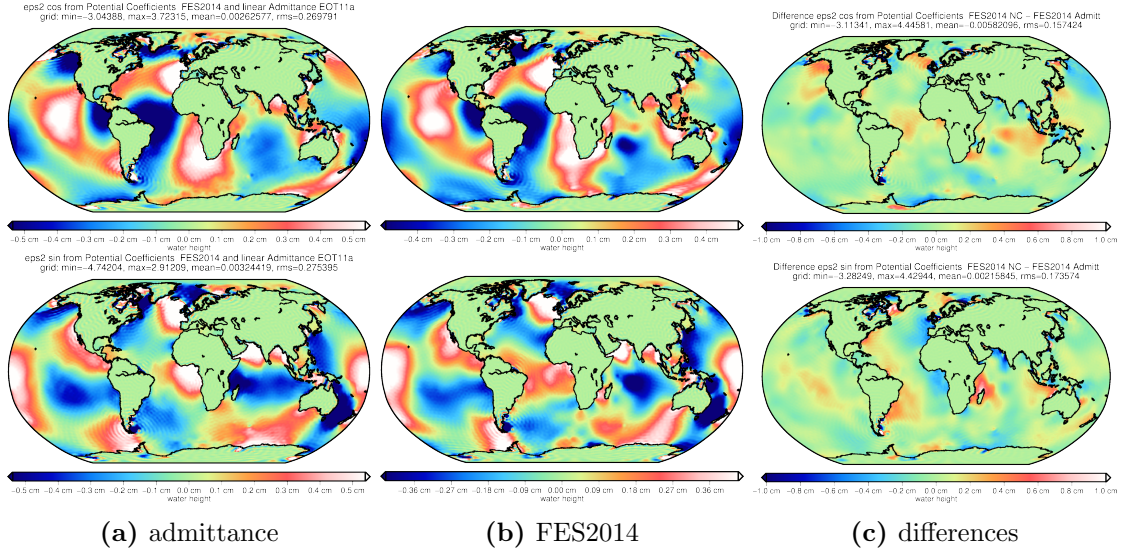 eps2 cos from Potential Coefficients FES2014 and linear Admittance EOT11a
grid: min=−3.04388, max=3.72315, mean=0.00262577, rms=0.269791
−0.5 cm −0.4 cm −0.3 cm −0.2 cm −0.1 cm 0.0 cm 0.1 cm 0.2 cm 0.3 cm 0.4 cm 0.5 cm
water height
−0.4 cm −0.3 cm −0.2 cm −0.1 cm 0.0 cm 0.1 cm 0.2 cm 0.3 cm 0.4 cm
water height
Difference eps2 cos from Potential Coefficients FES2014 NC − FES2014 Admitt
grid: min=−3.11341, max=4.44581, mean=−0.00582096, rms=0.157424
−1.0 cm −0.8 cm −0.6 cm −0.4 cm −0.2 cm 0.0 cm 0.2 cm 0.4 cm 0.6 cm 0.8 cm 1.0 cm
water height
eps2 sin from Potential Coefficients FES2014 and linear Admittance EOT11a
grid: min=−4.74204, max=2.91209, mean=0.00324419, rms=0.275395
−0.5 cm −0.4 cm −0.3 cm −0.2 cm −0.1 cm 0.0 cm 0.1 cm 0.2 cm 0.3 cm 0.4 cm 0.5 cm
water height
−0.36 cm −0.27 cm −0.18 cm −0.09 cm 0.00 cm 0.09 cm 0.18 cm 0.27 cm 0.36 cm
water height
Difference eps2 sin from Potential Coefficients FES2014 NC − FES2014 Admitt
grid: min=−3.28249, max=4.42944, mean=0.00215845, rms=0.173574
−1.0 cm −0.8 cm −0.6 cm −0.4 cm −0.2 cm 0.0 cm 0.2 cm 0.4 cm 0.6 cm 0.8 cm 1.0 cm
water height
(a) admittance
(b) FES2014
(c) differences